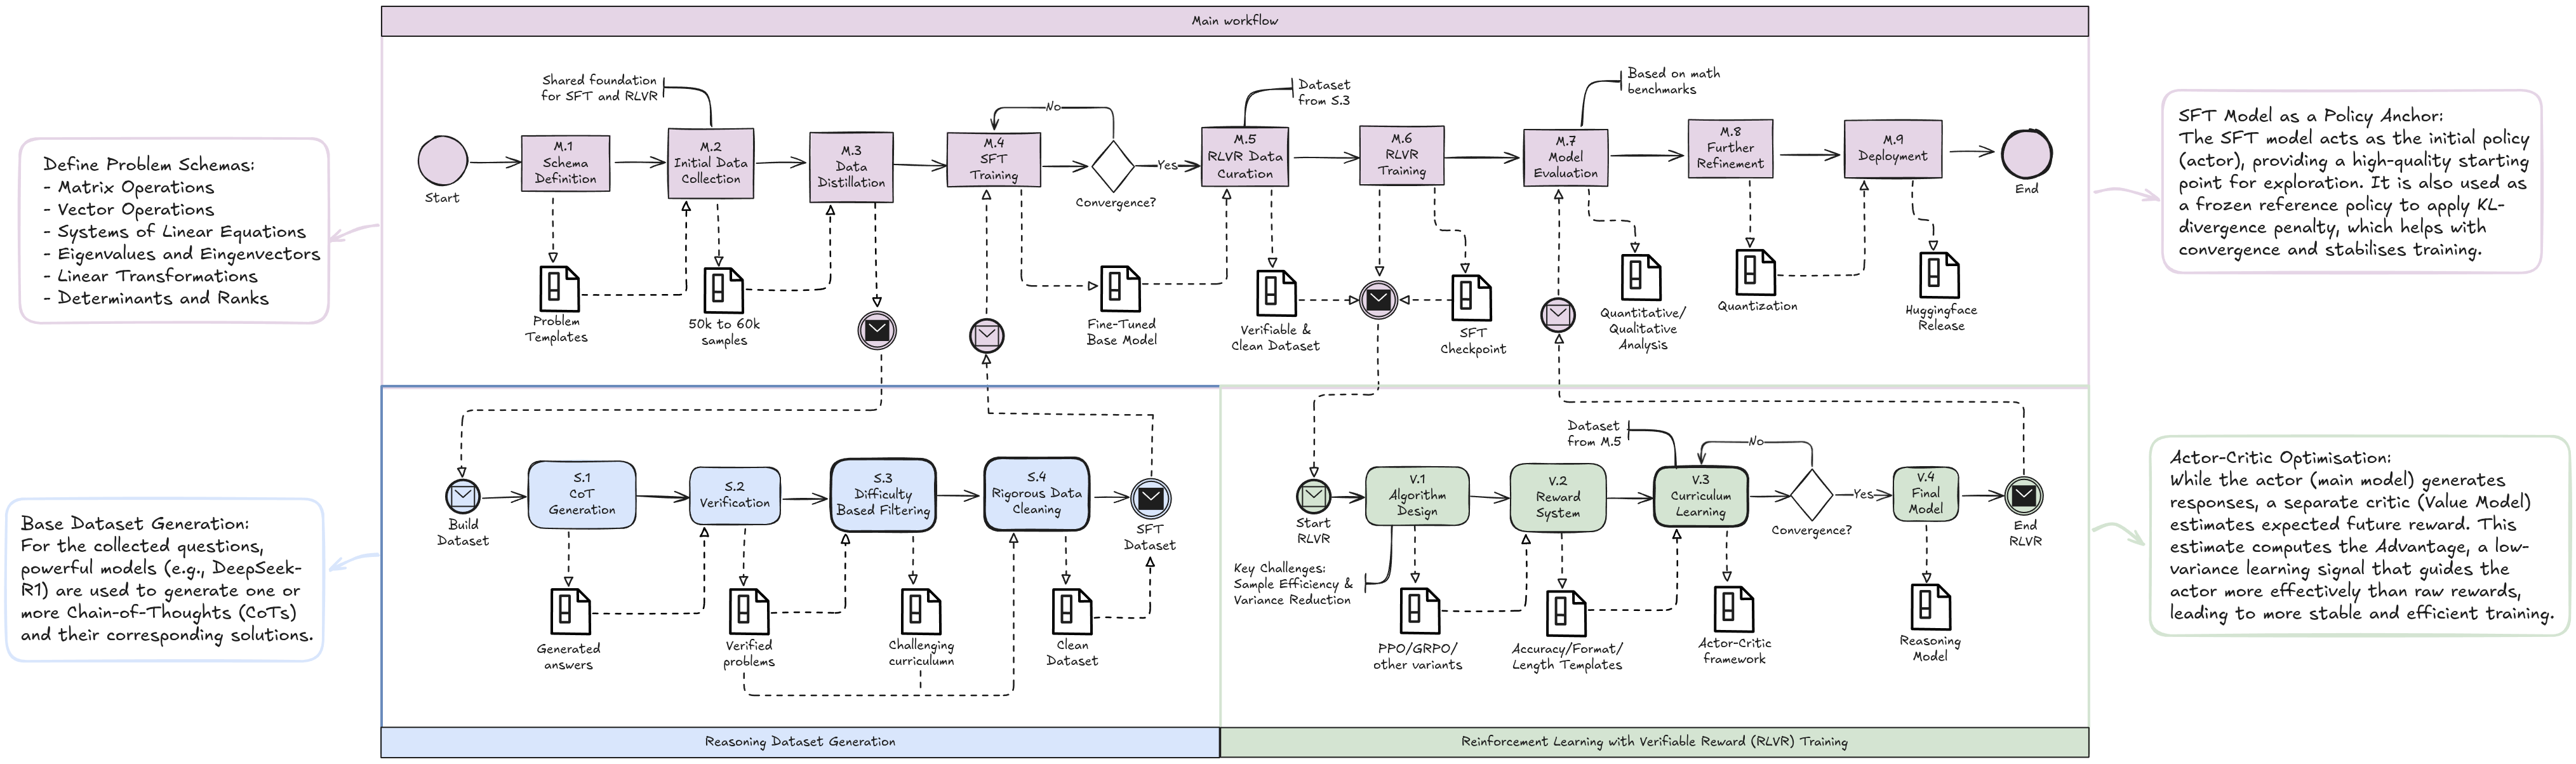 Main workflow
Define Problem Schemas:
- Matrix Operations
- Vector Operations
- Systems of Linear Equations
- Eigenvalues and Eingenvectors
- Linear Transformations
- Determinants and Ranks
Shared foundation
for SFT and RLVR
Start
M.1
Schema
Definition
M.2
Initial Data
Collection
M.3
Data
Distillation
M.4
SFT
Training
No
Convergence?
Yes
Dataset
from S.3
M.5
RLVR Data
Curation
M.6
RLVR
Training
Based on math
benchmarks
M.7
Model
Evaluation
M.8
Further
Refinement
M.9
Deployment
End
Problem
Templates
50k to 60k
samples
Fine-Tuned
Base Model
Verifiable &
Clean Dataset
SFT
Checkpoint
Quantitative/
Qualitative
Analysis
Quantization
Huggingface
Release
SFT Model as a Policy Anchor:
The SFT model acts as the initial policy
(actor), providing a high-quality starting
point for exploration. It is also used as
a frozen reference policy to apply KL-
divergence penalty, which helps with
convergence and stabilises training.
Base Dataset Generation:
For the collected questions,
powerful models (e.g., DeepSeek-
R1) are used to generate one or
more Chain-of-Thoughts (CoTs)
and their corresponding solutions.
Build
Dataset
S.1
CoT
Generation
S.2
Verification
S.3
Difficulty
Based Filtering
S.4
Rigorous Data
Cleaning
SFT
Dataset
Generated
answers
Verified
problems
Challenging
curriculumn
Clean
Dataset
Reasoning Dataset Generation
Start
RLVR
Key Challenges:
Sample Efficiency &
Variance Reduction
V.1
Algorithm
Design
V.2
Reward
System
Dataset
from M.5
V.3
Curriculum
Learning
No
Convergence?
Yes
V.4
Final
Model
End
RLVR
PPO/GRPO/
other variants
Accuracy/Format/
Length Templates
Actor-Critic
framework
Reasoning
Model
Reinforcement Learning with Verifiable Reward (RLVR) Training
Actor-Critic Optimisation:
While the actor (main model) generates
responses, a separate critic (Value Model)
estimates expected future reward. This
estimate computes the Advantage, a low-
variance learning signal that guides the
actor more effectively than raw rewards,
leading to more stable and efficient training.